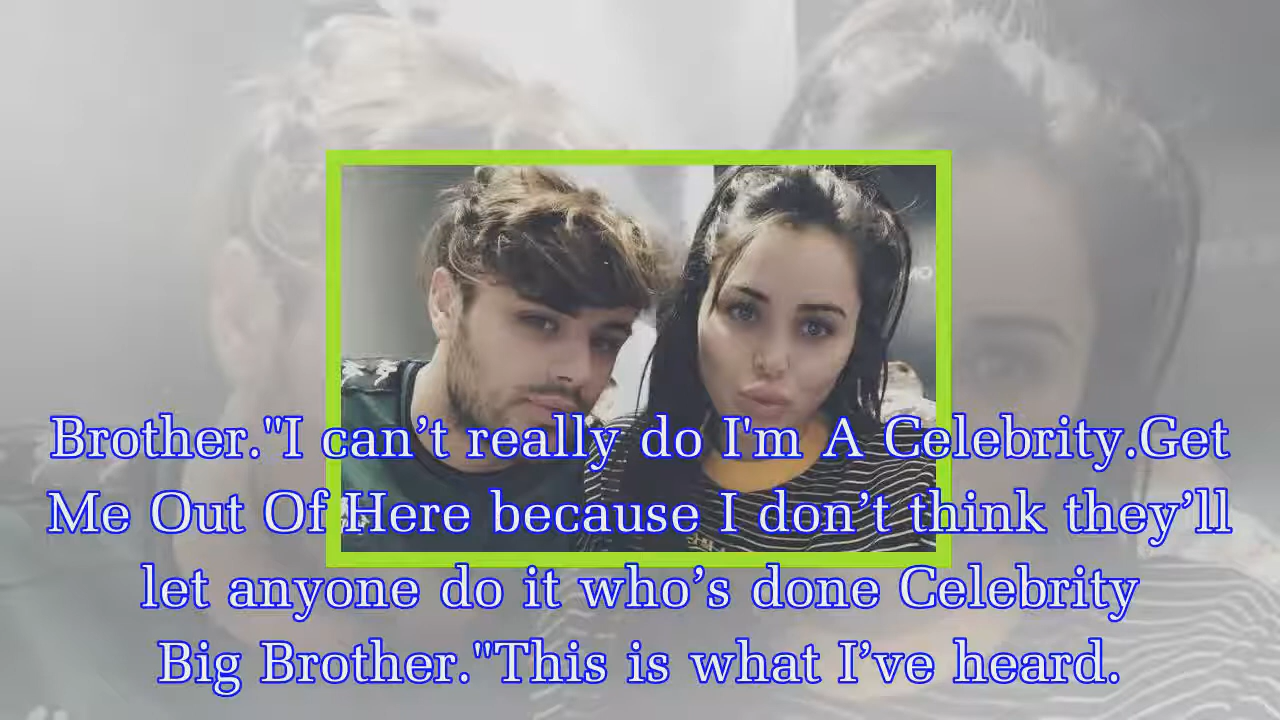 Brother."I can’t really do I'm A Celebrity.Get
Me Out Of Here because I don’t think they’ll
let anyone do it who’s done Celebrity
Big Brother."This is what I’ve heard.